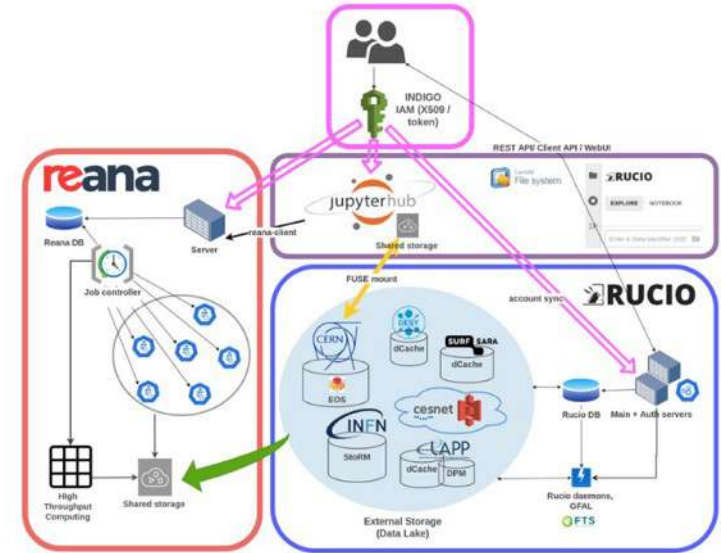 INDIGO
IAM (X509 /
token)
REST API/ Client API / WebUI
reana
Reana DB
Server
reana-client
Job controller
High
Throughput
Computing
Shared storage
jupyterhub
Shared storage
CernVM
File system
RUCIO
EXPLORE NOTEBOOK
FUSE mount
account sync
RUCIO
CERN
EOS
DESY
dCache
SURF SARA
dCache
cesnet
INFN
StoRM
LAPP
dCache
DPM
External Storage
(Data Lake)
Rucio DB
Main + Auth servers
Rucio daemons,
GFAL
FTS